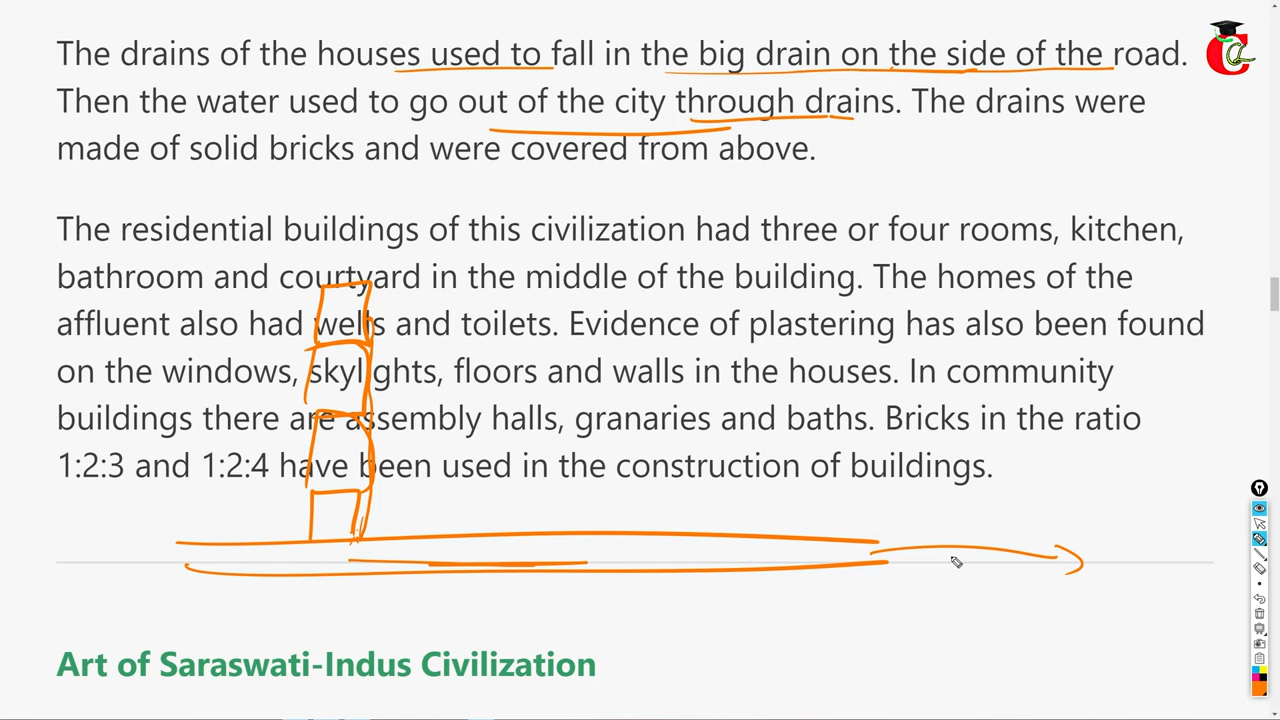 The drains of the houses used to fall in the big drain on the side of the road.
Then the water used to go out of the city through drains. The drains were
made of solid bricks and were covered from above.
The residential buildings of this civilization had three or four rooms, kitchen,
bathroom and courtyard in the middle of the building. The homes of the
affluent also had wells and toilets. Evidence of plastering has also been found
on the windows, skylights, floors and walls in the houses. In community
buildings there are assembly halls, granaries and baths. Bricks in the ratio
1:2:3 and 1:2:4 have been used in the construction of buildings.
Art of Saraswati-Indus Civilization